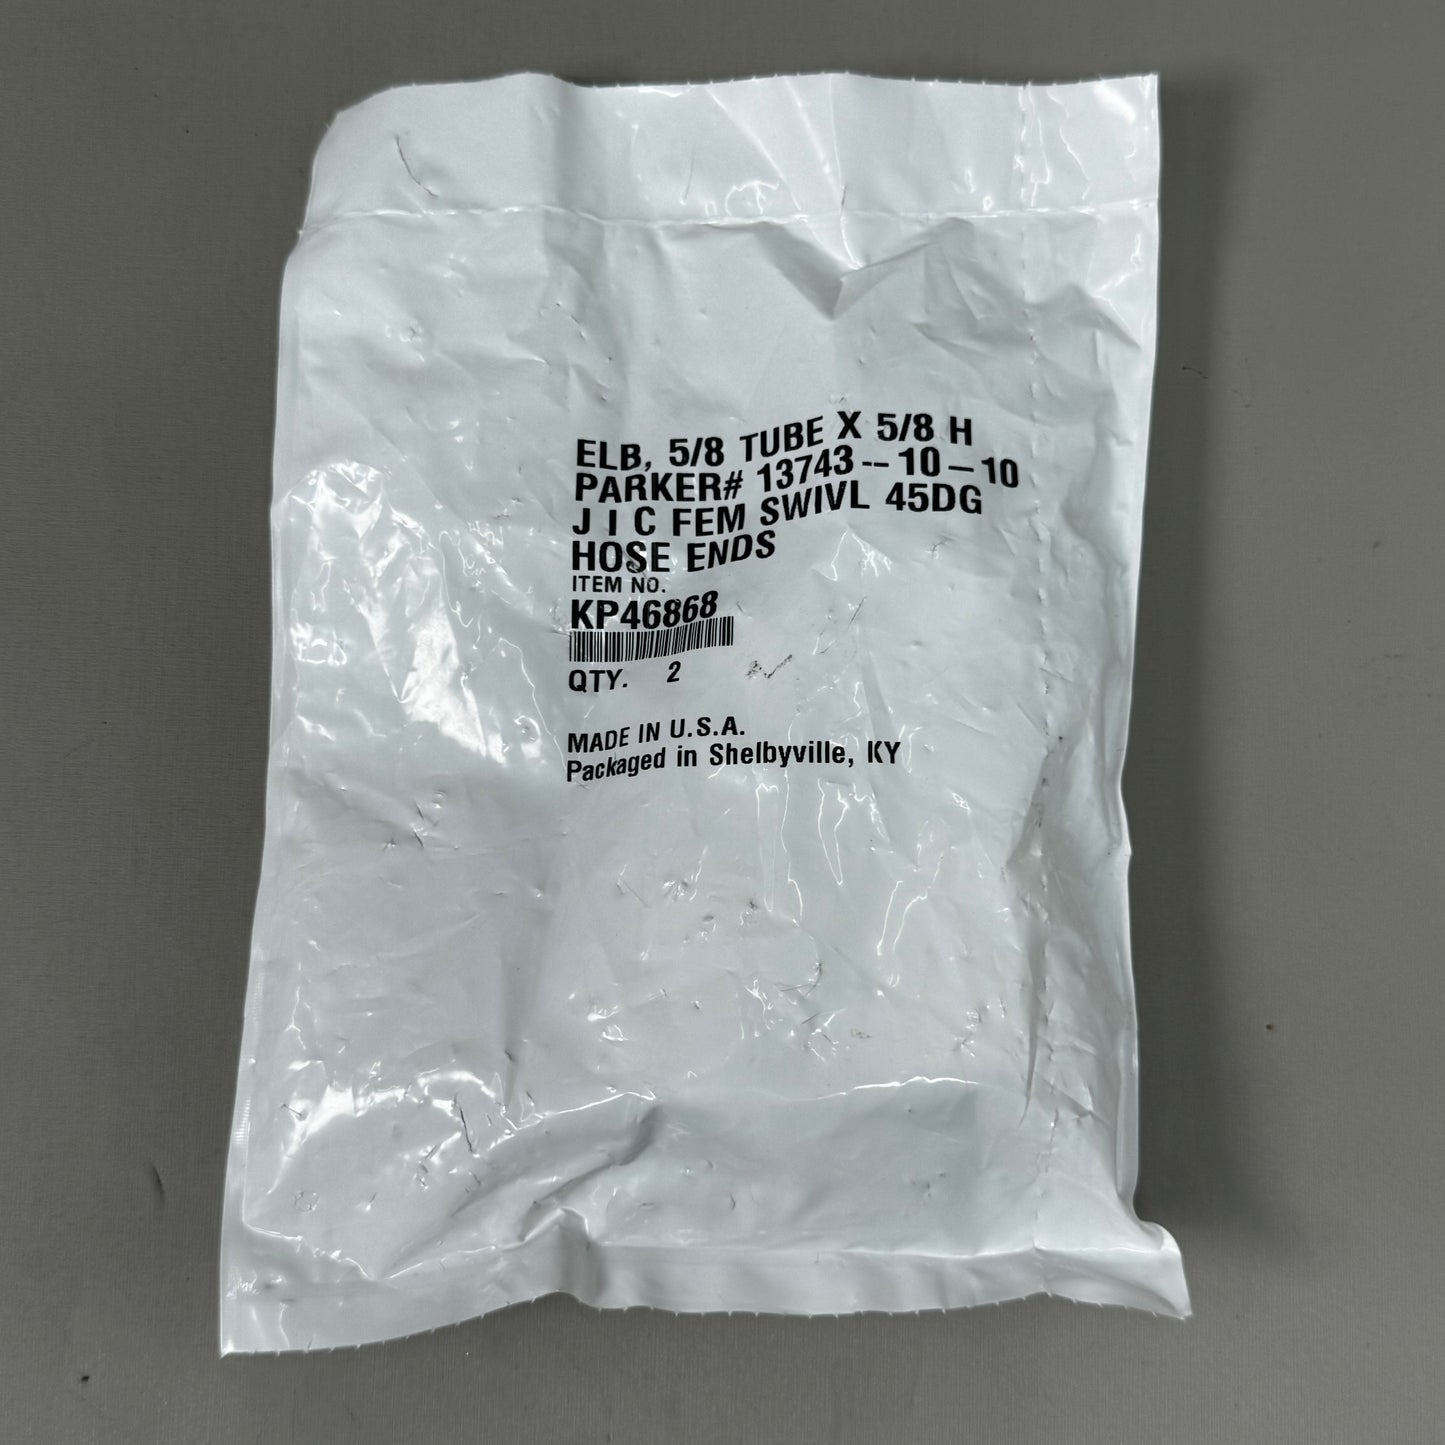 ELB, 5/8 TUBE X 5/8 H
PARKER# 13743--10-10
J I C FEM SWIVL 45DG
HOSE ENDS
ITEM NO.
KP46868
QTY. 2
MADE IN U.S.A.
Packaged in Shelbyville, KY